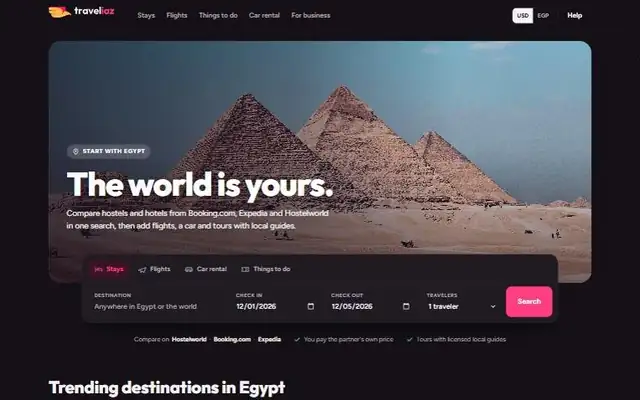 traveliaz
Stays Flights Things to do Car rental For business
USD EGP Help
START WITH EGYPT
The world is yours.
Compare hostels and hotels from Booking.com, Expedia and Hostelworld
in one search, then add flights, a car and tours with local guides.
Stays Flights Car rental Things to do
DESTINATION CHECK IN CHECK OUT TRAVELERS
Anywhere in Egypt or the world 12/01/2026 12/05/2026 1 traveler Search
Compare on Hostelworld · Booking.com · Expedia ✓ You pay the partner's own price ✓ Tours with licensed local guides
Trending destinations in Egypt